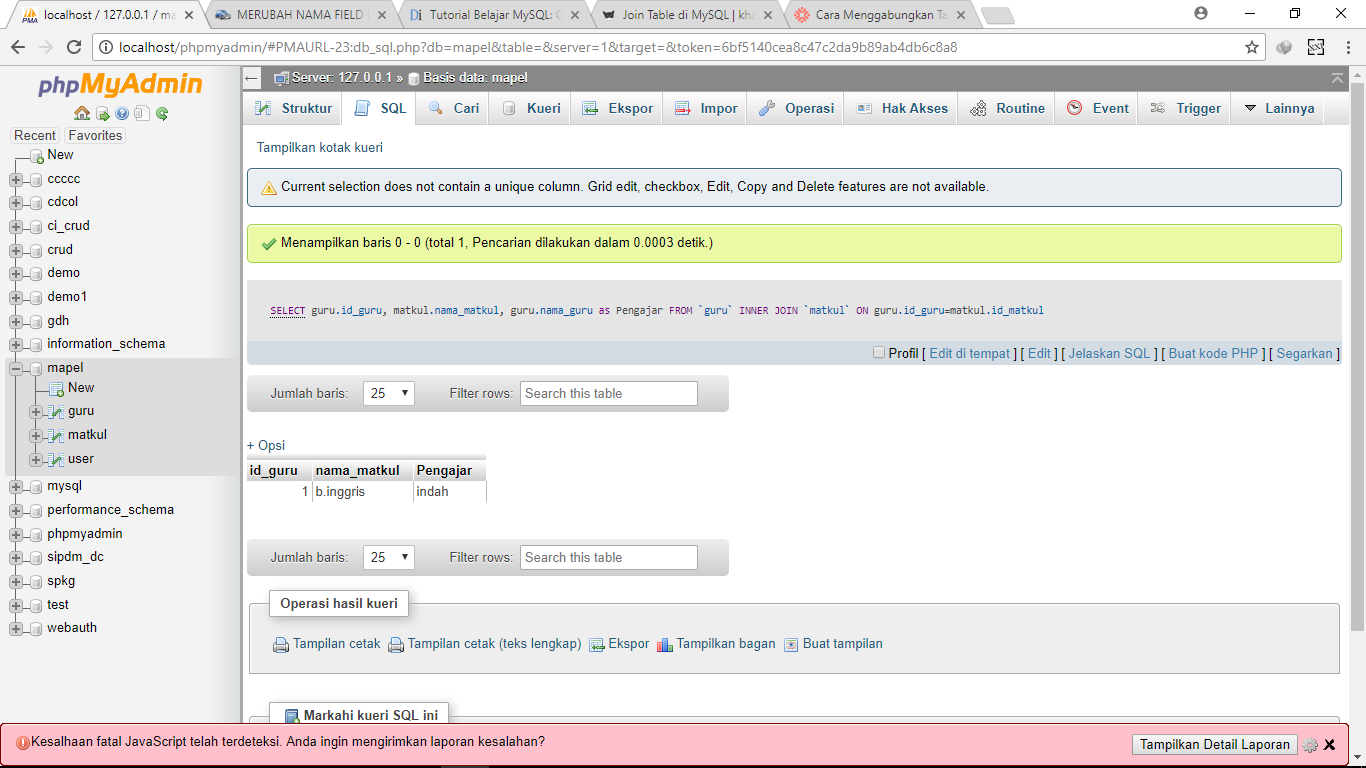 localhost / 127.0.0.1 / ma
MERUBAH NAMA FIELD
Tutorial Belajar MySQL: C
Join Table di MySQL | kha
Cara Menggabungkan Ta
localhost/phpmyadmin/#PMAURL-23:db_sql.php?db=mapel&table=&server=1&target=&token=6bf5140cea8c47c2da9b89ab4db6c8a8
phpMyAdmin
Recent Favorites
New
ccccc
cdcol
ci_crud
crud
demo
demo1
gdh
information_schema
mapel
New
guru
matkul
user
mysql
performance_schema
phpmyadmin
sipdm_dc
spkg
test
webauth
Server: 127.0.0.1 » Basis data: mapel
Struktur SQL Cari Kueri Ekspor Impor Operasi Hak Akses Routine Event Trigger Lainnya
Tampilkan kotak kueri
Current selection does not contain a unique column. Grid edit, checkbox, Edit, Copy and Delete features are not available.
Menampilkan baris 0 - 0 (total 1, Pencarian dilakukan dalam 0.0003 detik.)
SELECT guru.id_guru, matkul.nama_matkul, guru.nama_guru as Pengajar FROM `guru` INNER JOIN `matkul` ON guru.id_guru=matkul.id_matkul
Profil [ Edit di tempat ] [ Edit ] [ Jelaskan SQL ] [ Buat kode PHP ] [ Segarkan ]
Jumlah baris: 25 Filter rows: Search this table
+ Opsi
id_guru nama_matkul Pengajar
1 b.inggris indah
Jumlah baris: 25 Filter rows: Search this table
Operasi hasil kueri
Tampilan cetak Tampilan cetak (teks lengkap) Ekspor Tampilkan bagan Buat tampilan
Markahi kueri SQL ini
Kesalhaan fatal JavaScript telah terdeteksi. Anda ingin mengirimkan laporan kesalahan?
Tampilkan Detail Laporan